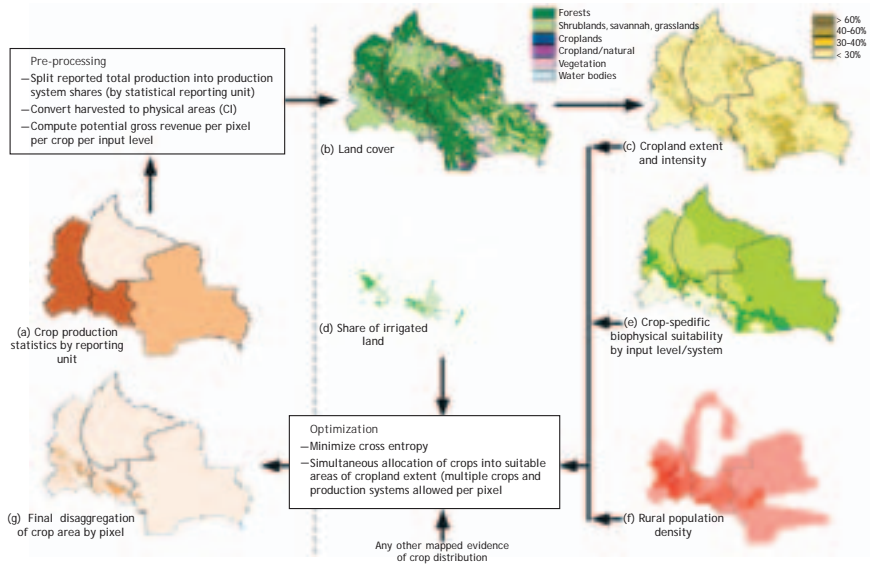 Forests
Shrublands, savannah, grasslands
Croplands
Cropland/natural
Vegetation
Water bodies
> 60%
40-60%
30-40%
< 30%
Pre-processing
—Split reported total production into production
system shares (by statistical reporting unit)
—Convert harvested to physical areas (CI)
—Compute potential gross revenue per pixel
per crop per input level
(b) Land cover
(c) Cropland extent
and intensity
(a) Crop production
statistics by reporting
unit
(d) Share of irrigated
land
(e) Crop-spedific
biophysical suitability
by input level/system
Optimization
—Minimize cross entropy
—Simultaneous allocation of crops into suitable
areas of cropland extent (multiple crops and
production systems allowed per pixel
(g) Final disaggregation
of crop area by pixel
(f) Rural population
density
Any other mapped evidence
of crop distribution